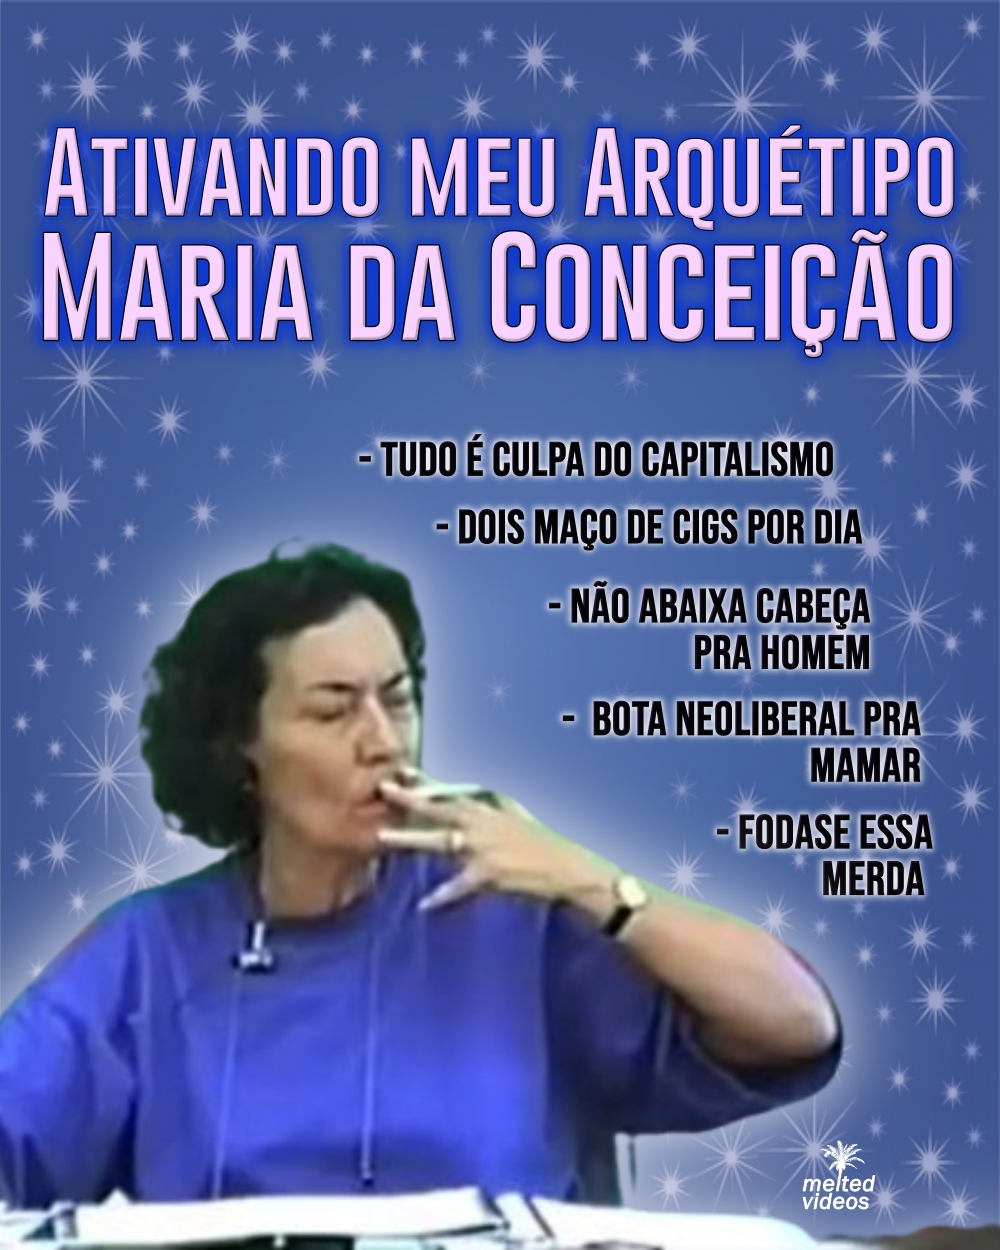 Ativando meu Arquétipo
Maria da Conceição
- TUDO É CULPA DO CAPITALISMO
- DOIS MAÇO DE CIGS POR DIA
- NÃO ABAIXA CABEÇA
PRA HOMEM
- BOTA NEOLIBERAL PRA
MAMAR
- FODASE ESSA
MERDA
melted
videos